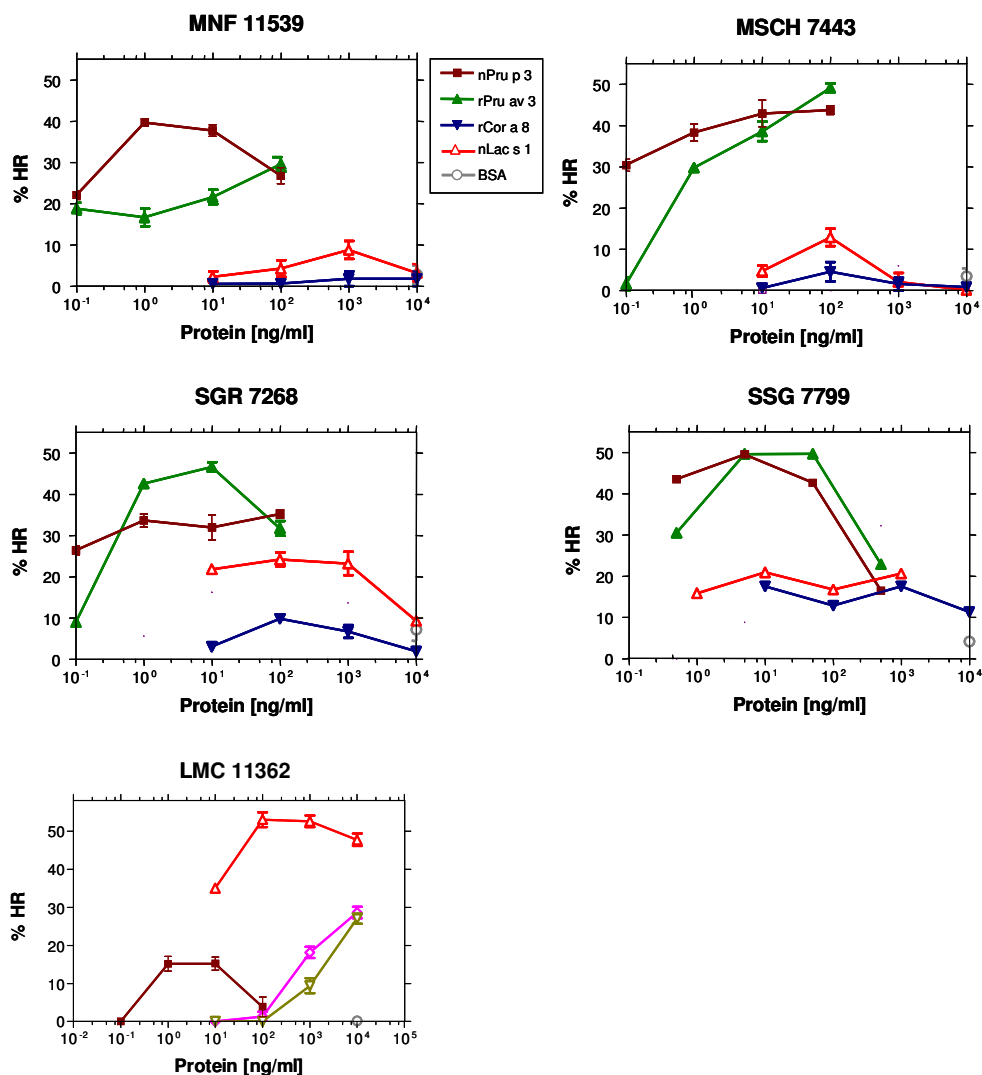 MNF 11539
MSCH 7443
% HR
50
40
30
20
10
0
10⁻¹ 10⁰ 10¹ 10² 10³ 10⁴
Protein [ng/ml]
nPru p 3
rPru av 3
rCor a 8
nLac s 1
BSA
% HR
50
40
30
20
10
0
10⁻¹ 10⁰ 10¹ 10² 10³ 10⁴
Protein [ng/ml]
SGR 7268
SSG 7799
% HR
50
40
30
20
10
0
10⁻¹ 10⁰ 10¹ 10² 10³ 10⁴
Protein [ng/ml]
% HR
50
40
30
20
10
0
10⁻¹ 10⁰ 10¹ 10² 10³ 10⁴
Protein [ng/ml]
LMC 11362
% HR
50
40
30
20
10
0
10⁻² 10⁻¹ 10⁰ 10¹ 10² 10³ 10⁴ 10⁵
Protein [ng/ml]